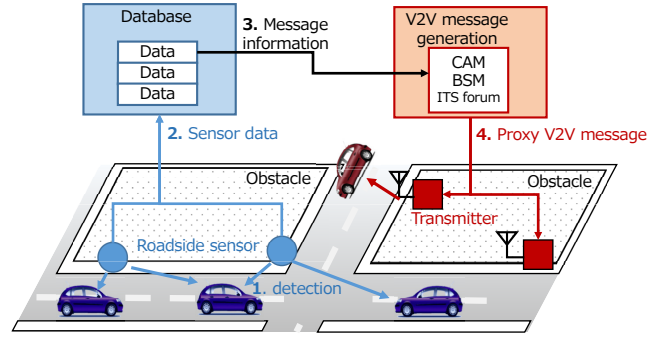 Database
Data
Data
Data
3. Message
information
V2V message
generation
CAM
BSM
ITS forum
2. Sensor data
4. Proxy V2V message
Obstacle
Obstacle
Transmitter
Roadside sensor
1. detection